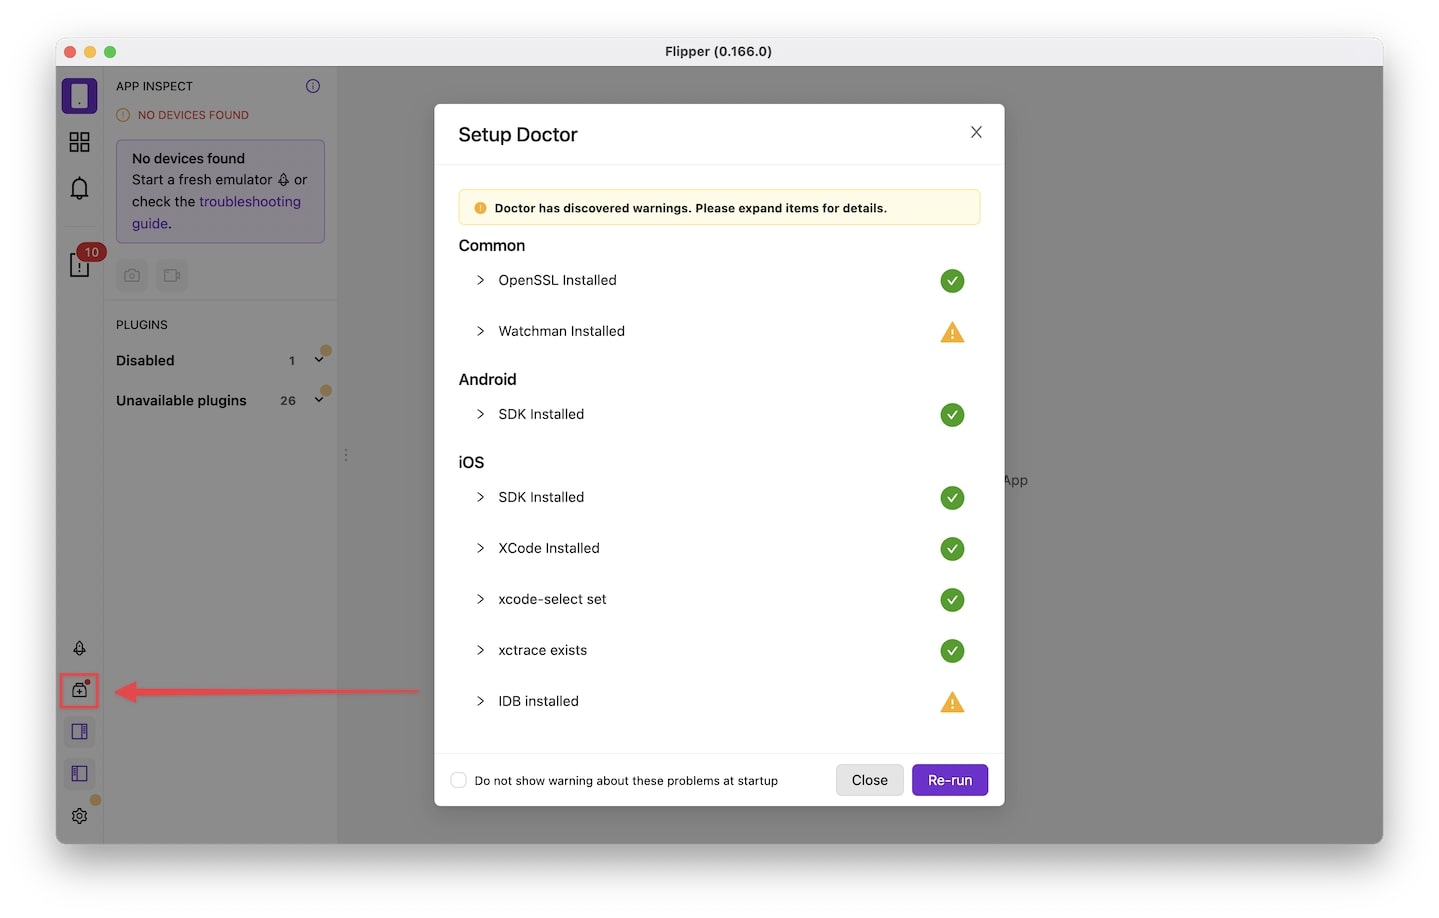 Flipper (0.166.0)
APP INSPECT
NO DEVICES FOUND
No devices found
Start a fresh emulator or
check the troubleshooting
guide.
10
PLUGINS
Disabled 1
Unavailable plugins 26
Setup Doctor
Doctor has discovered warnings. Please expand items for details.
Common
OpenSSL Installed
Watchman Installed
Android
SDK Installed
iOS
SDK Installed
XCode Installed
xcode-select set
xctrace exists
IDB installed
Do not show warning about these problems at startup
Close
Re-run
App